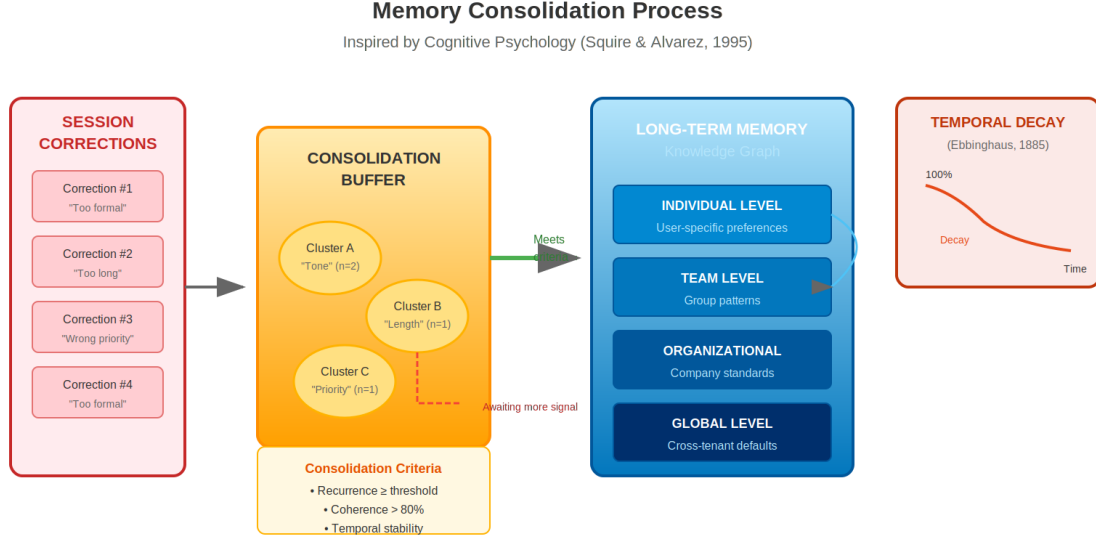 Memory Consolidation Process
Inspired by Cognitive Psychology (Squire & Alvarez, 1995)
SESSION
CORRECTIONS
Correction #1
"Too formal"
Correction #2
"Too long"
Correction #3
"Wrong priority"
Correction #4
"Too formal"
CONSOLIDATION
BUFFER
Cluster A
"Tone" (n=2)
Cluster B
"Length" (n=1)
Cluster C
"Priority" (n=1)
Awaiting more signal
Consolidation Criteria
• Recurrence ≥ threshold
• Coherence > 80%
• Temporal stability
Meets
LONG-TERM MEMORY
Knowledge Graph
INDIVIDUAL LEVEL
User-specific preferences
TEAM LEVEL
Group patterns
ORGANIZATIONAL
Company standards
GLOBAL LEVEL
Cross-tenant defaults
TEMPORAL DECAY
(Ebbinghaus, 1885)
100%
Decay
Time